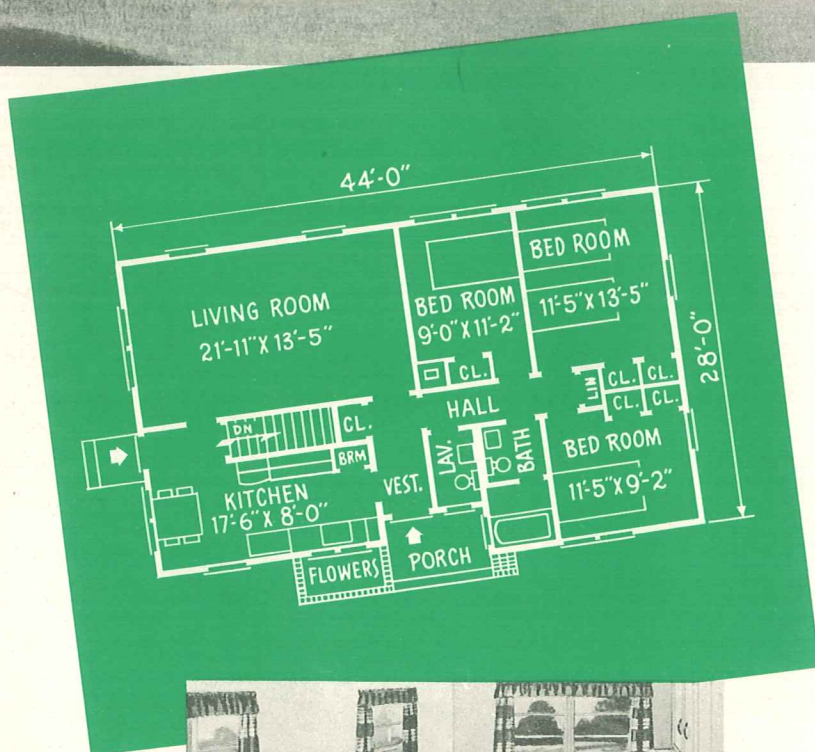 44'-0"
LIVING ROOM
21'-11" X 13'-5"
BED ROOM
9'-0" X 11'-2"
BED ROOM
11'-5" X 13'-5"
28'-0"
CL.
LIN
CL.
CL.
CL.
CL.
HALL
DN
CL.
BRM
LAV.
BATH
BED ROOM
11'-5" X 9'-2"
KITCHEN
17'-6" X 8'-0"
VEST.
FLOWERS
PORCH